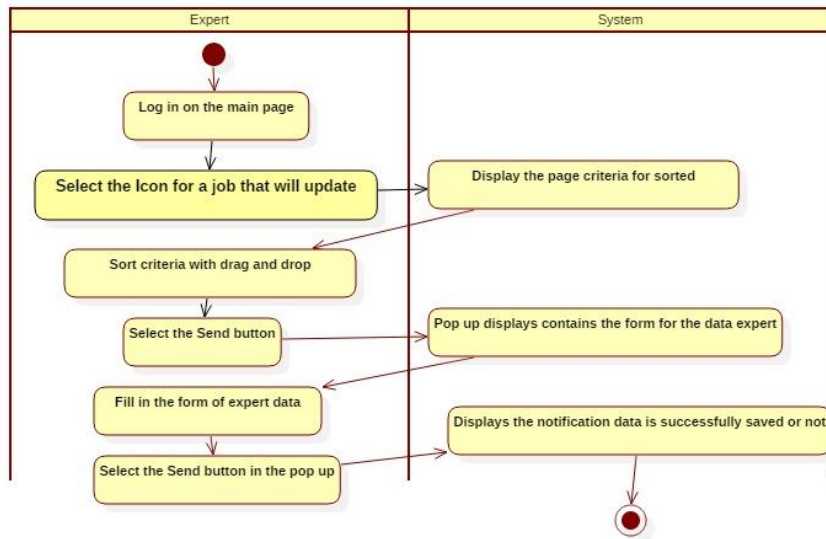 Expert
System
Log in on the main page
Select the Icon for a job that will update
Display the page criteria for sorted
Sort criteria with drag and drop
Select the Send button
Pop up displays contains the form for the data expert
Fill in the form of expert data
Displays the notification data is successfully saved or not
Select the Send button in the pop up